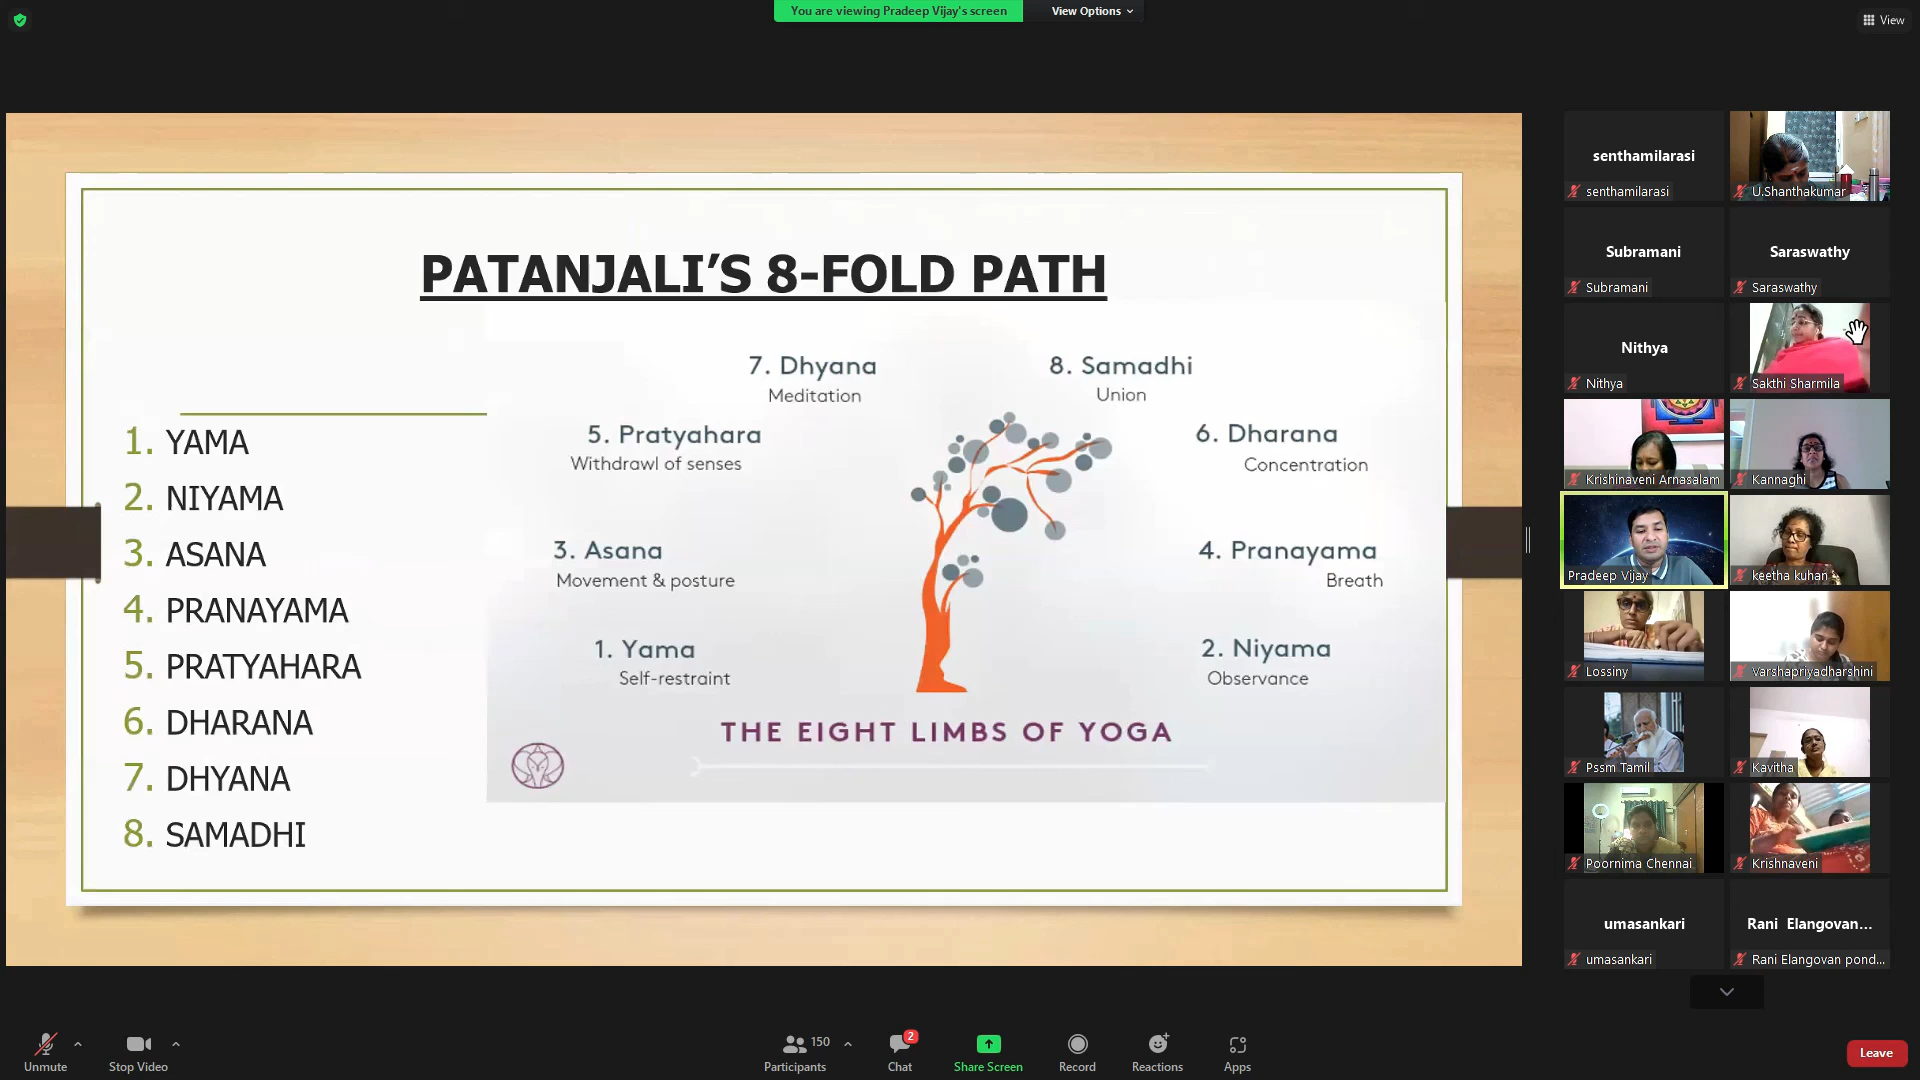 You are viewing Pradeep Vijay's screen
View Options
View
PATANJALI’S 8-FOLD PATH
1. YAMA
2. NIYAMA
3. ASANA
4. PRANAYAMA
5. PRATYAHARA
6. DHARANA
7. DHYANA
8. SAMADHI
7. Dhyana
Meditation
8. Samadhi
Union
5. Pratyahara
Withdrawl of senses
6. Dharana
Concentration
3. Asana
Movement & posture
4. Pranayama
Breath
1. Yama
Self-restraint
2. Niyama
Observance
THE EIGHT LIMBS OF YOGA
senthamilarasi
senthamilarasi
U.Shanthakumar
Subramani
Subramani
Saraswathy
Saraswathy
Nithya
Nithya
Sakthi Sharmila
Krishinaveni Arnasalam
Kannaghi
Pradeep Vijay
keetha kuhan
Lossiny
Varshapriyadharshini
Pssm Tamil
Kavitha
Poornima Chennai
Krishnaveni
umasankari
umasankari
Rani Elangovan...
Rani Elangovan pond...
Unmute
Stop Video
150
Participants
2
Chat
Share Screen
Record
Reactions
Apps
Leave